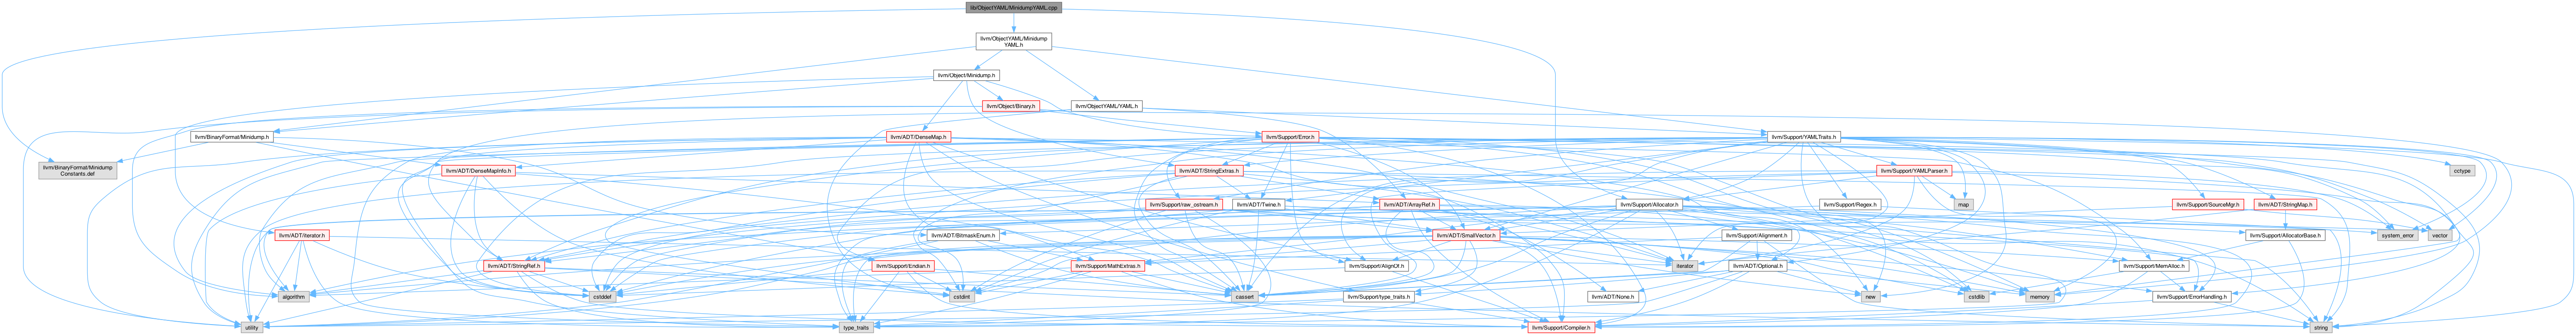 lib/ObjectYAML/MinidumpYAML.cpp
llvm/ObjectYAML/Minidump
YAML.h
llvm/Object/Minidump.h
llvm/Object/Binary.h
llvm/ObjectYAML/YAML.h
llvm/BinaryFormat/Minidump.h
llvm/ADT/DenseMap.h
llvm/Support/Error.h
llvm/Support/YAMLTraits.h
llvm/BinaryFormat/Minidump
Constants.def
llvm/ADT/DenseMapInfo.h
llvm/ADT/StringExtras.h
llvm/Support/YAMLParser.h
cctype
llvm/Support/raw_ostream.h
llvm/ADT/Twine.h
llvm/ADT/ArrayRef.h
llvm/Support/Allocator.h
llvm/Support/Regex.h
map
llvm/Support/SourceMgr.h
llvm/ADT/StringMap.h
llvm/ADT/iterator.h
llvm/ADT/BitmaskEnum.h
llvm/ADT/SmallVector.h
llvm/Support/Alignment.h
llvm/Support/AllocatorBase.h
system_error
vector
llvm/ADT/StringRef.h
llvm/Support/Endian.h
llvm/Support/MathExtras.h
llvm/Support/AlignOf.h
iterator
llvm/ADT/Optional.h
llvm/Support/MemAlloc.h
algorithm
cstddef
cstdint
cassert
llvm/Support/type_traits.h
llvm/ADT/None.h
new
cstdlib
memory
llvm/Support/ErrorHandling.h
utility
type_traits
llvm/Support/Compiler.h
string